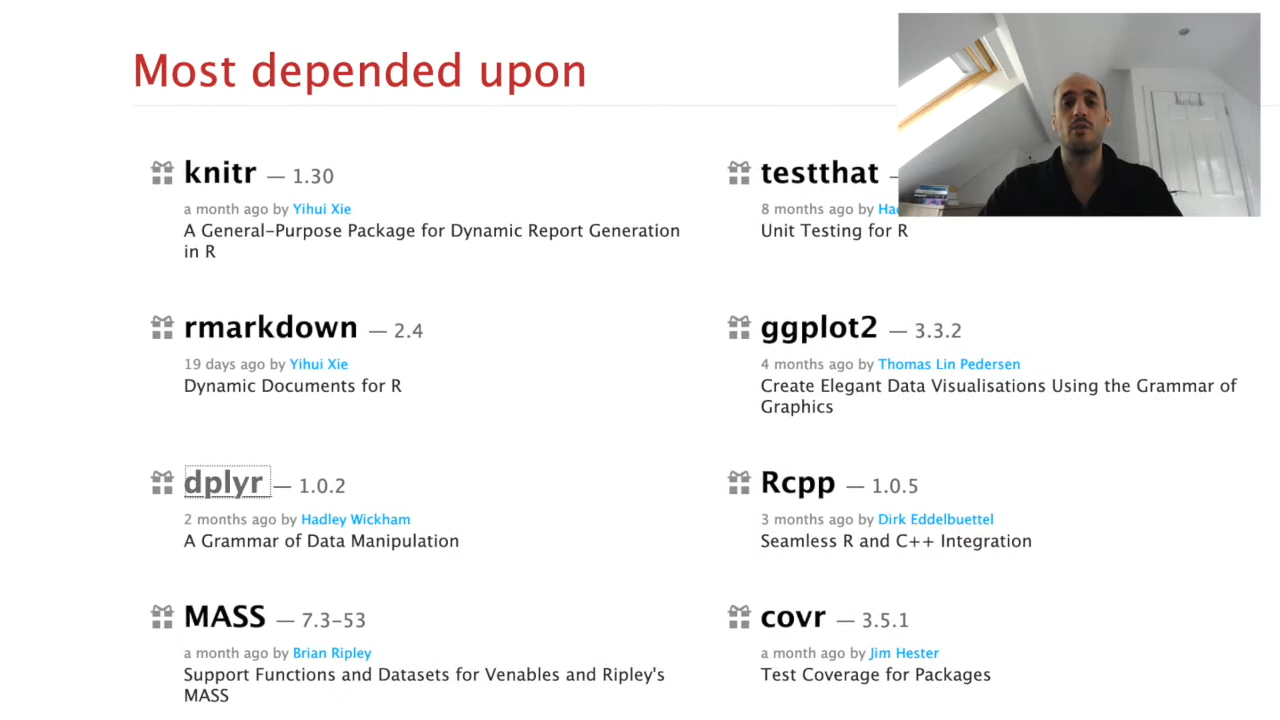 Most depended upon
knitr — 1.30
a month ago by Yihui Xie
A General-Purpose Package for Dynamic Report Generation
in R
testthat —
8 months ago by
Unit Testing for R
rmarkdown — 2.4
19 days ago by Yihui Xie
Dynamic Documents for R
ggplot2 — 3.3.2
4 months ago by Thomas Lin Pedersen
Create Elegant Data Visualisations Using the Grammar of
Graphics
dplyr — 1.0.2
2 months ago by Hadley Wickham
A Grammar of Data Manipulation
Rcpp — 1.0.5
3 months ago by Dirk Eddelbuettel
Seamless R and C++ Integration
MASS — 7.3-53
a month ago by Brian Ripley
Support Functions and Datasets for Venables and Ripley's
MASS
covr — 3.5.1
a month ago by Jim Hester
Test Coverage for Packages